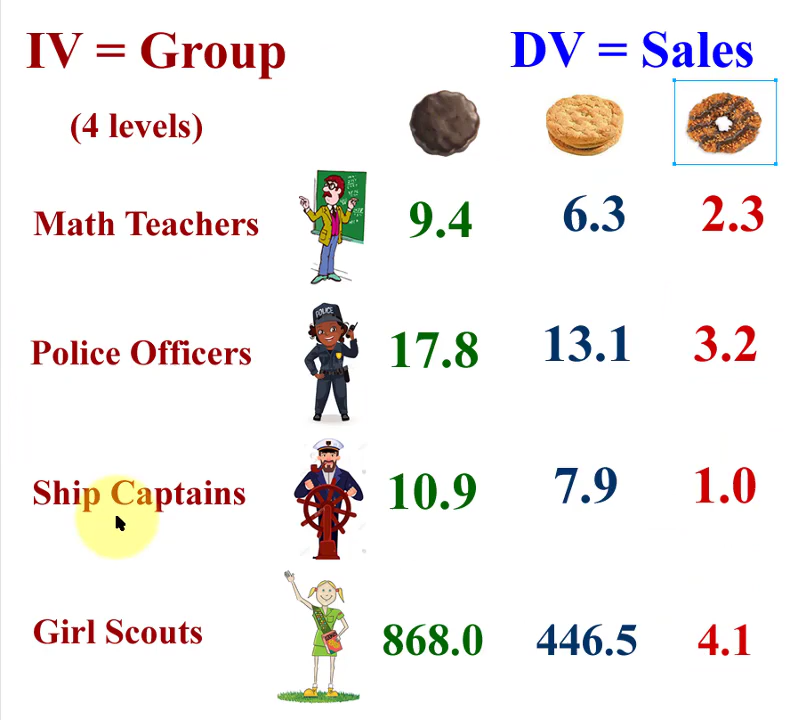 IV = Group
DV = Sales
(4 levels)
Math Teachers
9.4
6.3
2.3
POLICE
Police Officers
17.8
13.1
3.2
Ship Captains
10.9
7.9
1.0
Girl Scouts
868.0
446.5
4.1